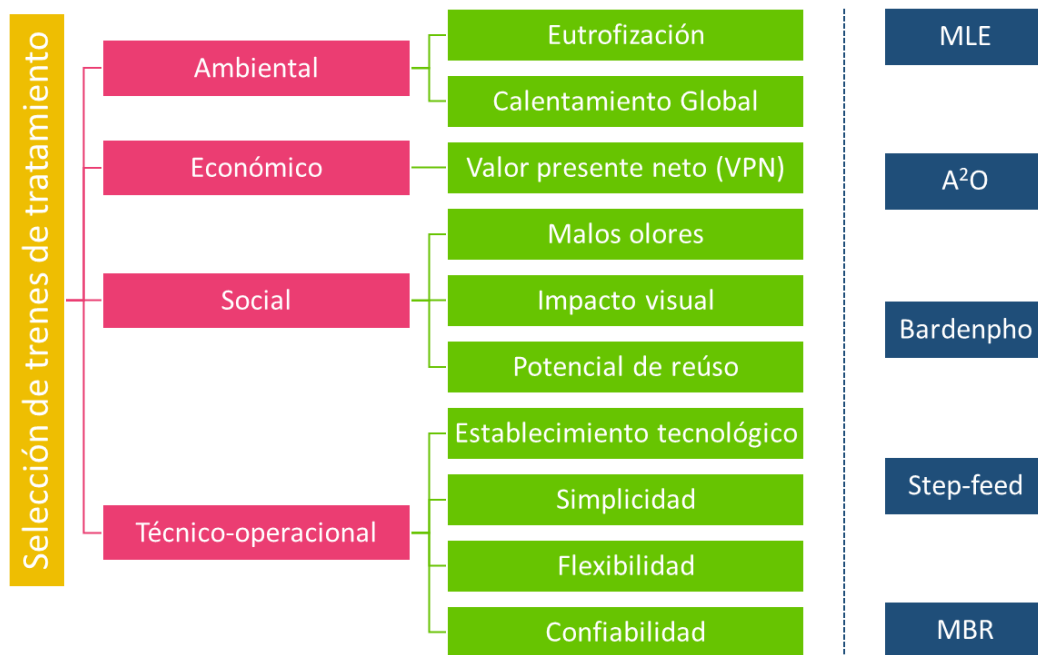 Selección de trenes de tratamiento
Ambiental
Eutrofización
Calentamiento Global
Económico
Valor presente neto (VPN)
Social
Malos olores
Impacto visual
Potencial de reúso
Técnico-operacional
Establecimiento tecnológico
Simplicidad
Flexibilidad
Confiabilidad
MLE
A²O
Bardenpho
Step-feed
MBR